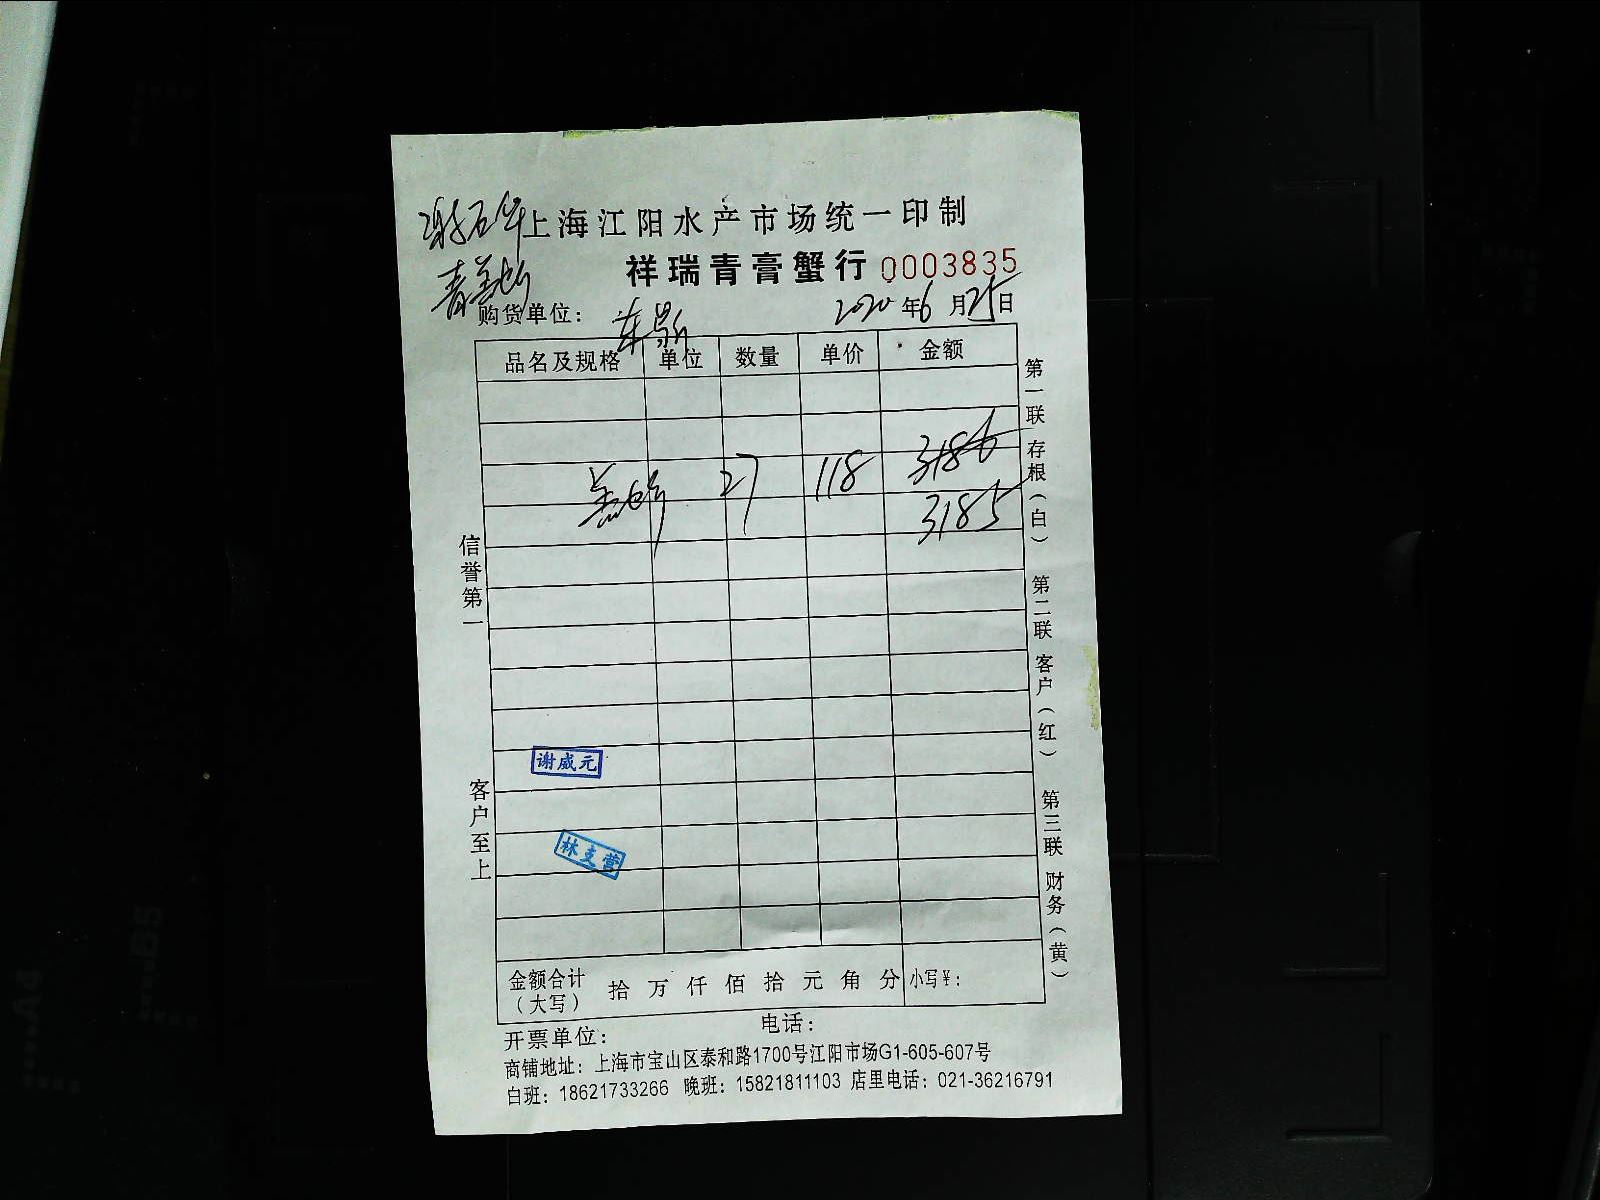 上海江阳水产市场统一印制
祥瑞青膏蟹行 0003835
购货单位：
2020年6月25日
品名及规格 单位 数量 单价 金额
27 118 3186
3185
信誉第一
客户至上
第一联 存根（白） 第二联 客户（红） 第三联 财务（黄）
谢威元
林支营
金额合计（大写） 拾 万 仟 佰 拾 元 角 分 小写¥：
开票单位： 电话：
商铺地址：上海市宝山区泰和路1700号江阳市场G1-605-607号
白班：18621733266 晚班：15821811103 店里电话：021-36216791